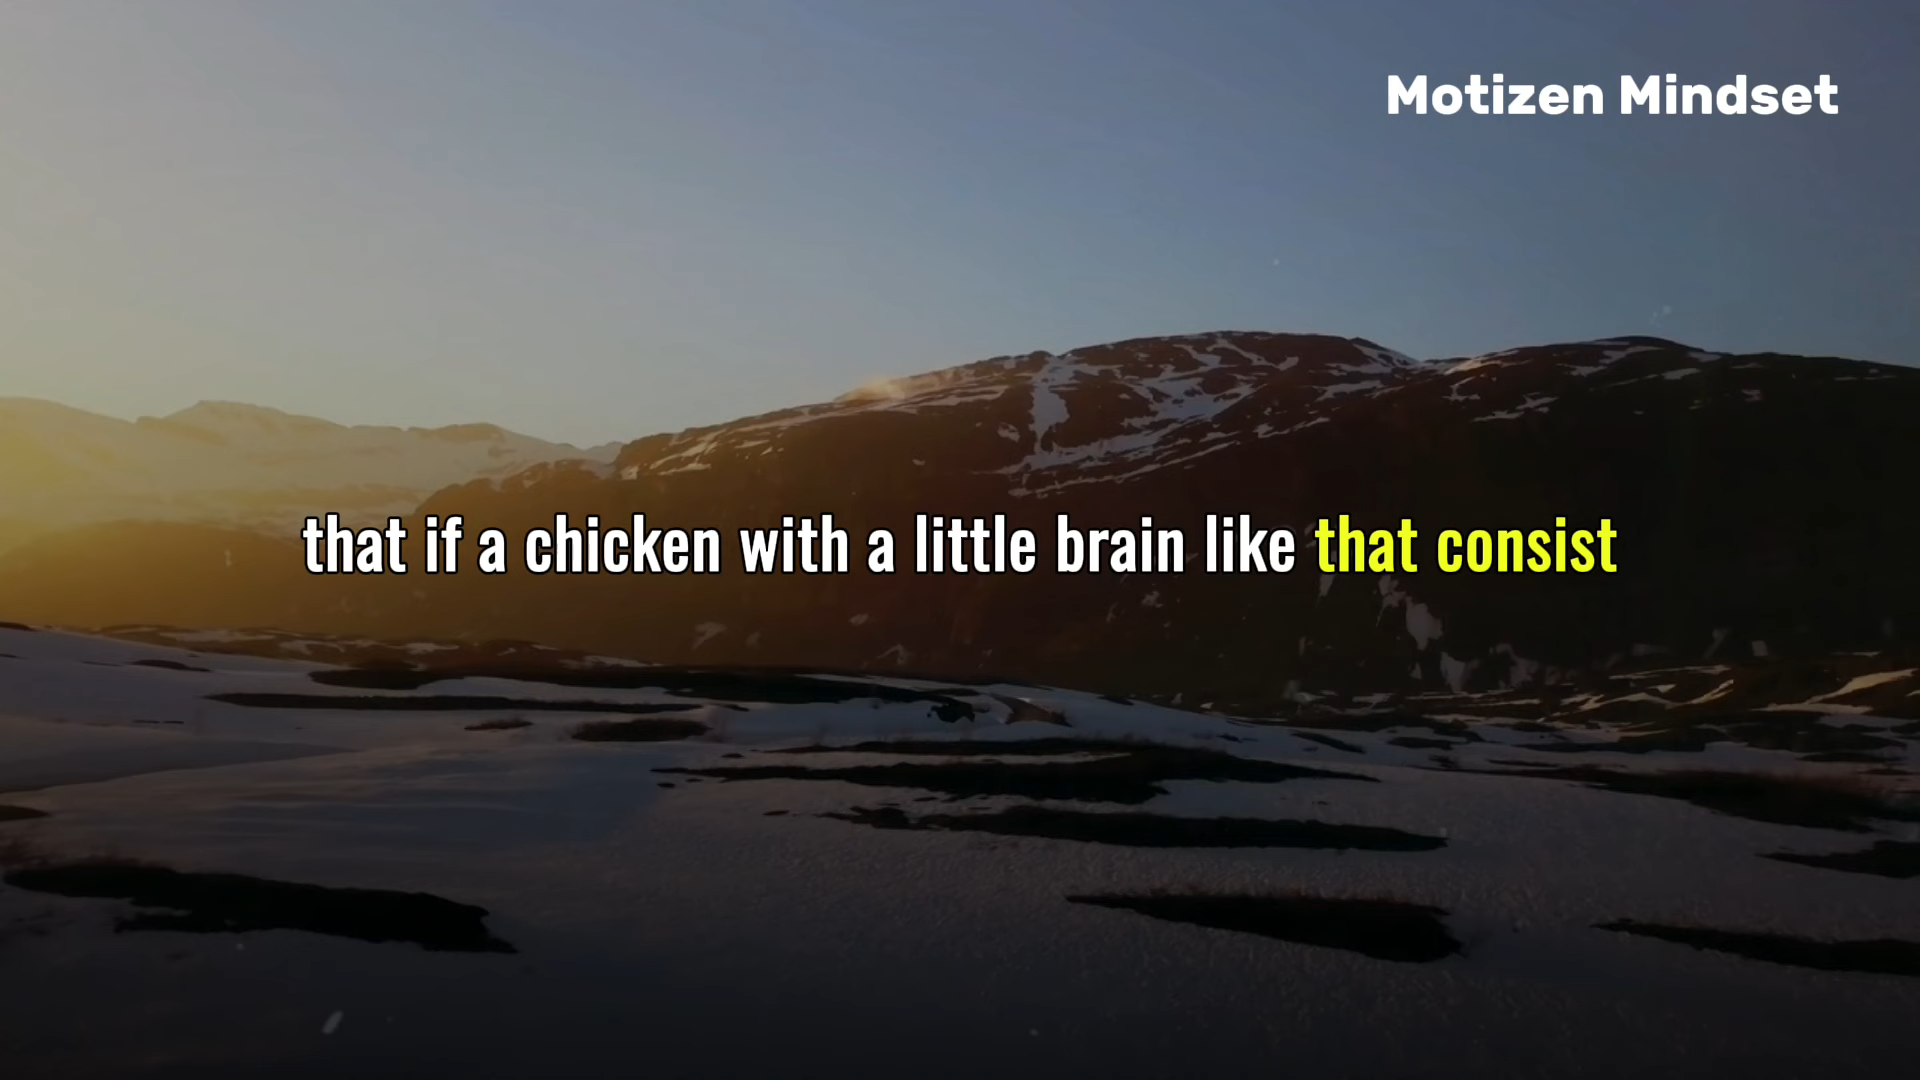 Motizen Mindset
that if a chicken with a little brain like that consist